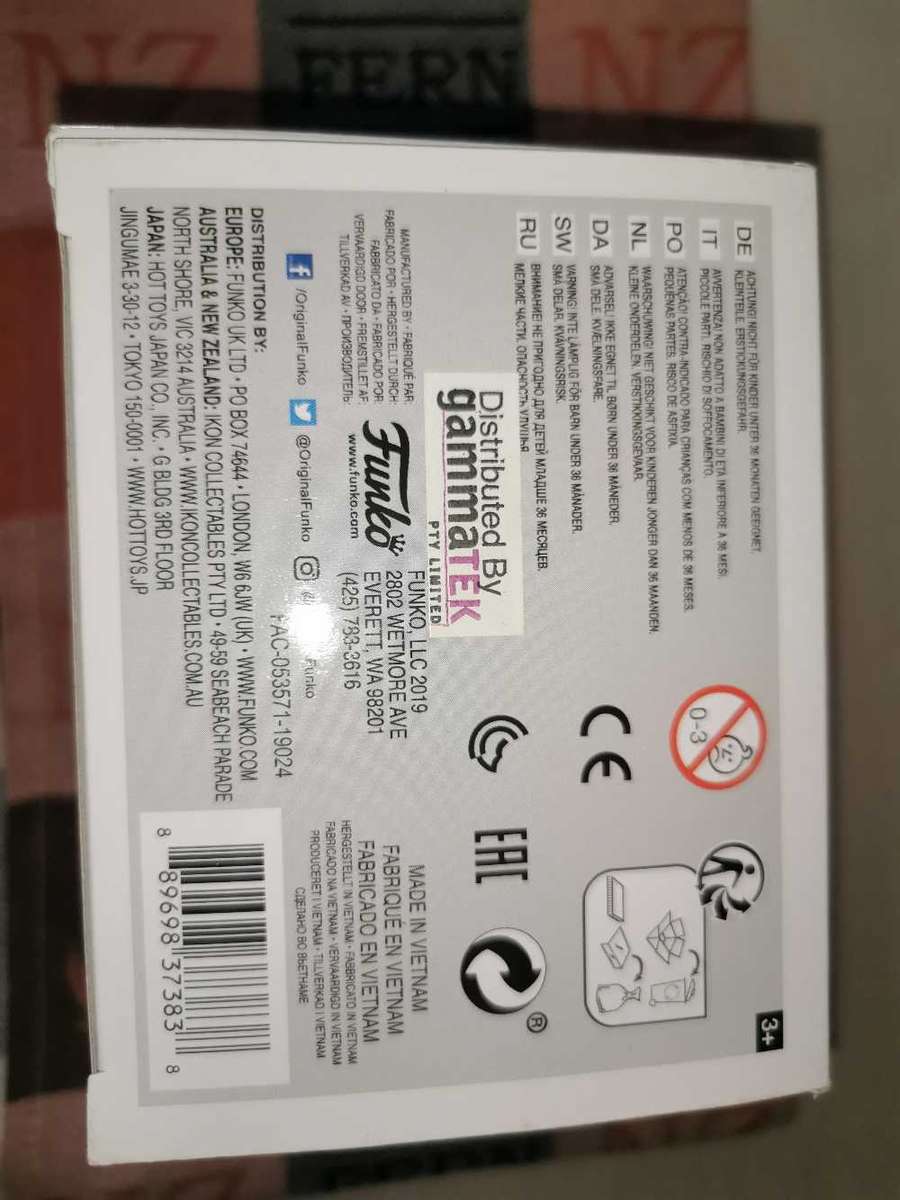 NZ
FERN
NZ
3+
DE ACHTUNG! NICHT FÜR KINDER UNTER 36 MONATEN GEEIGNET.
KLEINTEILE. ERSTICKUNGSGEFAHR.
IT AVVERTENZA! NON ADATTO A BAMBINI DI ETÀ INFERIORE A 36 MESI.
PICCOLE PARTI. RISCHIO DI SOFFOCAMENTO.
PO ATENÇÃO! CONTRA-INDICADO PARA CRIANÇAS COM MENOS DE 36 MESES.
PEQUENAS PARTES. RISCO DE ASFIXIA.
NL WAARSCHUWING! NIET GESCHIKT VOOR KINDEREN JONGER DAN 36 MAANDEN.
KLEINE ONDERDELEN. VERSTIKKINGSGEVAAR.
DA ADVARSEL! IKKE EGNET TIL BØRN UNDER 36 MÅNEDER.
SMÅ DELE. KVÆLNINGSFARE.
SW VARNING! INTE LÄMPLIG FÖR BARN UNDER 36 MÅNADER.
SMÅ DELAR. KVÄVNINGSRISK.
RU ВНИМАНИЕ! НЕ ПРИГОДНО ДЛЯ ДЕТЕЙ МЛАДШЕ 36 МЕСЯЦЕВ.
МЕЛКИЕ ЧАСТИ. ОПАСНОСТЬ
0-3
CE
EAC
®
Distributed By
gammaTEK
PTY LIMITED
MANUFACTURED BY • FABRIQUÉ PAR:
FABRICADO POR • HERGESTELLT DURCH:
FABBRICATO DA • FABRICADO POR:
VERVAARDIGD DOOR • FREMSTILLET AF:
TILLVERKAD AV • ПРОИЗВОДИТЕЛЬ:
Funko
www.funko.com
FUNKO, LLC 2019
2802 WETMORE AVE
EVERETT, WA 98201
(425) 783-3616
MADE IN VIETNAM
FABRIQUÉ EN VIETNAM
FABRICADO EN VIETNAM
HERGESTELLT IN VIETNAM • FABBRICATO IN VIETNAM
FABRICADO NA VIETNAM • VERVAARDIGD IN VIETNAM
PRODUCERET I VIETNAM • TILLVERKAD I VIETNAM
СДЕЛАНО ВО ВЬЕТНАМЕ
/OriginalFunko
@OriginalFunko
Funko
FAC-053571-19024
DISTRIBUTION BY:
EUROPE: FUNKO UK LTD • PO BOX 74644 • LONDON, W6 6JW (UK) • WWW.FUNKO.COM
AUSTRALIA & NEW ZEALAND: IKON COLLECTABLES PTY LTD • 49-59 SEABEACH PARADE
NORTH SHORE, VIC 3214 AUSTRALIA • WWW.IKONCOLLECTABLES.COM.AU
JAPAN: HOT TOYS JAPAN CO., INC. • G BLDG 3RD FLOOR
JINGUMAE 3-30-12 • TOKYO 150-0001 • WWW.HOTTOYS.JP
8 89698 37383 8